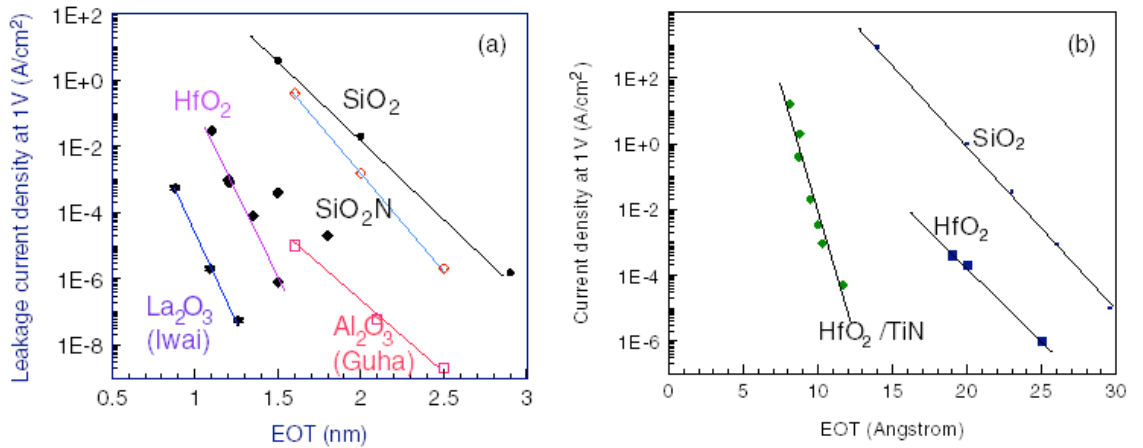 (a)
Leakage current density at 1V (A/cm²)
1E+2
1E+0
1E-2
1E-4
1E-6
1E-8
HfO₂
SiO₂
SiO₂N
La₂O₃
(Iwai)
Al₂O₃
(Guha)
0.5
1
1.5
2
2.5
3
EOT (nm)
(b)
Current density at 1V (A/cm²)
1E+2
1E+0
1E-2
1E-4
1E-6
SiO₂
HfO₂
HfO₂ /TiN
0
5
10
15
20
25
30
EOT (Angstrom)